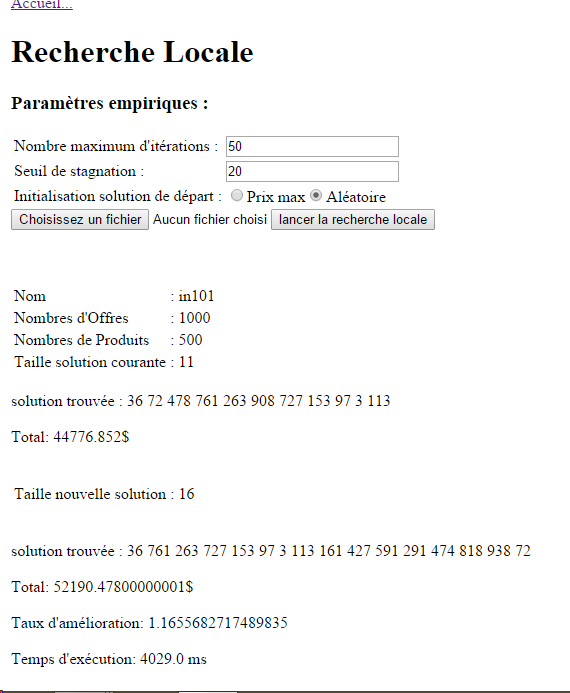 Accueil...
Recherche Locale
Paramètres empiriques :
Nombre maximum d'itérations : 50
Seuil de stagnation : 20
Initialisation solution de départ : Prix max Aléatoire
Choisissez un fichier Aucun fichier choisi lancer la recherche locale
Nom : in101
Nombres d'Offres : 1000
Nombres de Produits : 500
Taille solution courante : 11
solution trouvée : 36 72 478 761 263 908 727 153 97 3 113
Total: 44776.852$
Taille nouvelle solution : 16
solution trouvée : 36 761 263 727 153 97 3 113 161 427 591 291 474 818 938 72
Total: 52190.47800000001$
Taux d'amélioration: 1.1655682717489835
Temps d'exécution: 4029.0 ms